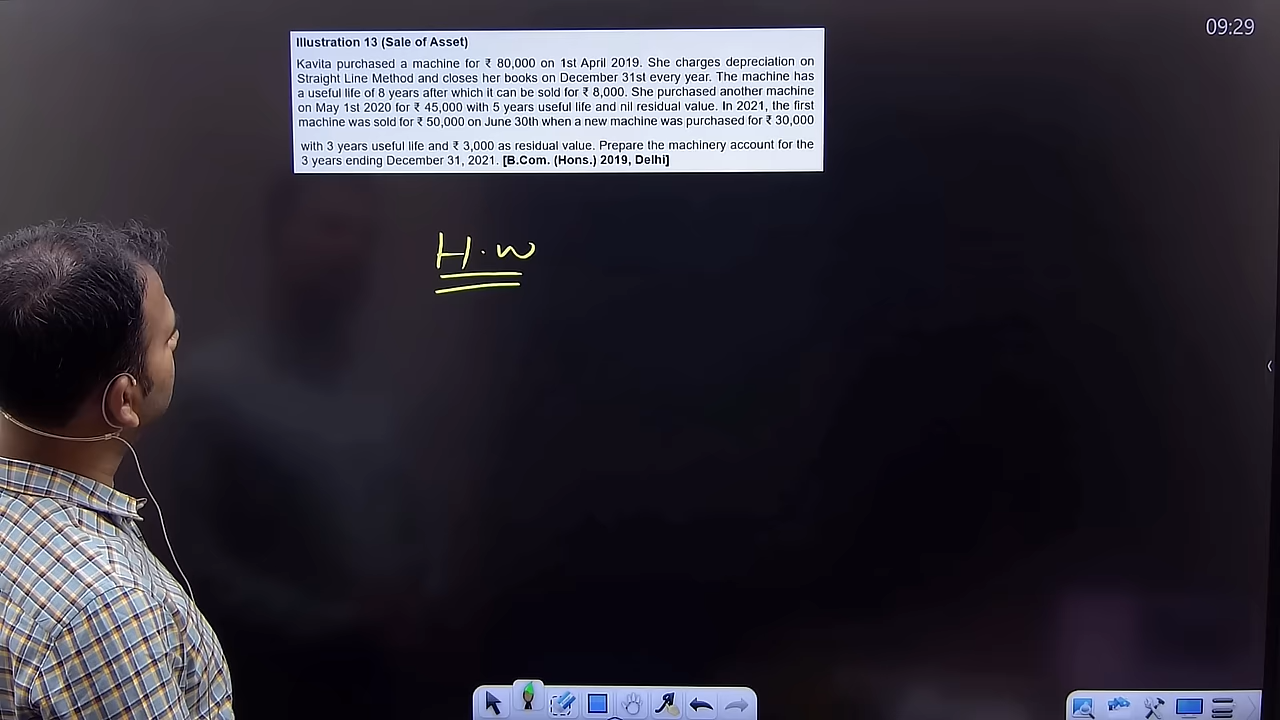 09:29
Illustration 13 (Sale of Asset)
Kavita purchased a machine for ₹ 80,000 on 1st April 2019. She charges depreciation on
Straight Line Method and closes her books on December 31st every year. The machine has
a useful life of 8 years after which it can be sold for ₹ 8,000. She purchased another machine
on May 1st 2020 for ₹ 45,000 with 5 years useful life and nil residual value. In 2021, the first
machine was sold for ₹ 50,000 on June 30th when a new machine was purchased for ₹ 30,000
with 3 years useful life and ₹ 3,000 as residual value. Prepare the machinery account for the
3 years ending December 31, 2021. [B.Com. (Hons.) 2019, Delhi]
H.W